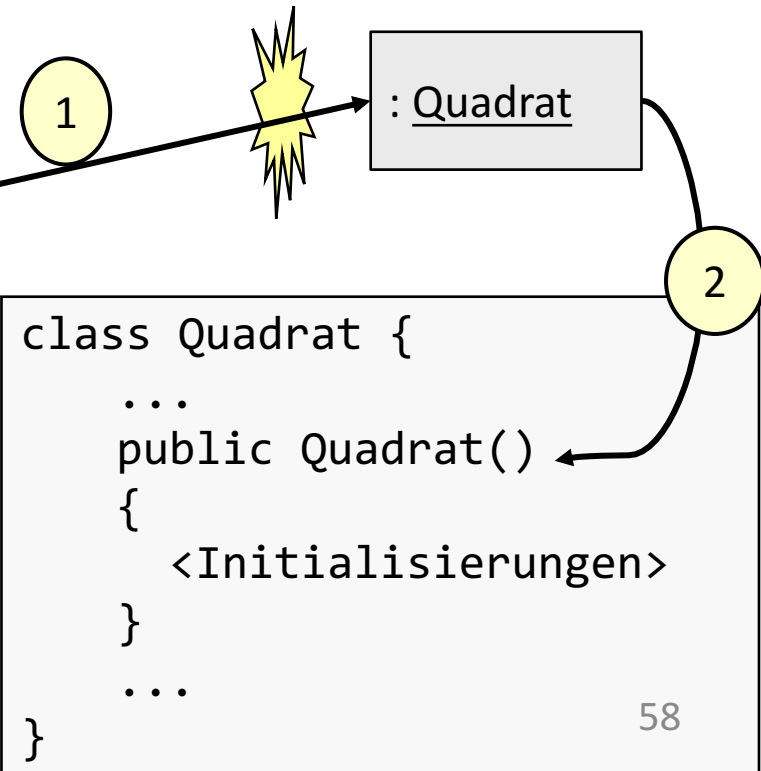 1
: Quadrat
2
class Quadrat {
...
public Quadrat()
{
<Initialisierungen>
}
...
58
}